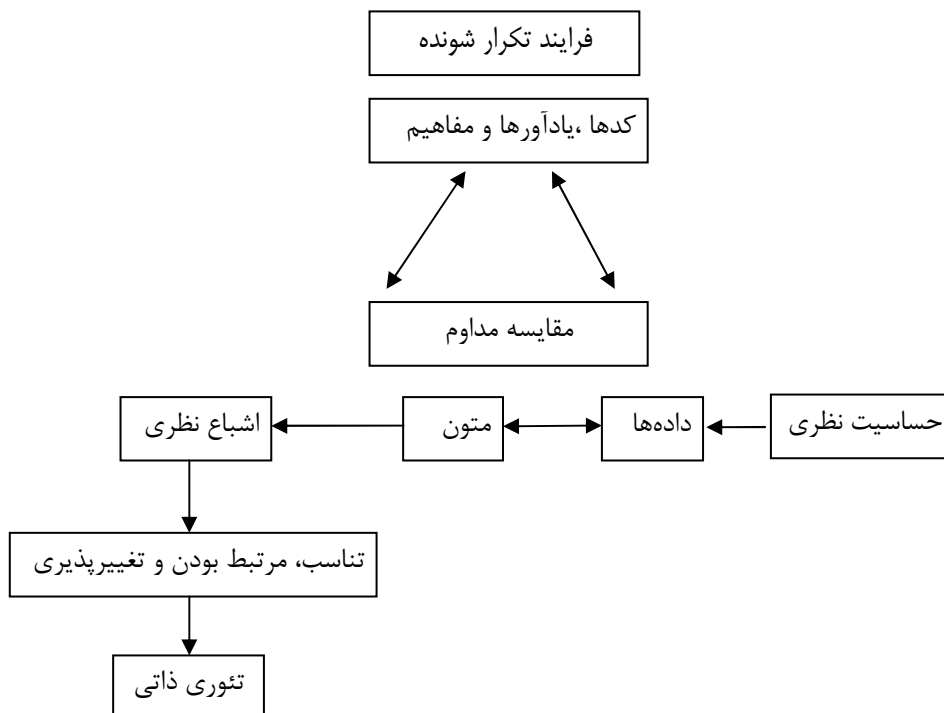 فرایند تکرار شونده
کدها ،یادآورها و مفاهیم
مقایسه مداوم
حساسیت نظری
داده‌ها
متون
اشباع نظری
تناسب، مرتبط بودن و تغییرپذیری
تئوری ذاتی